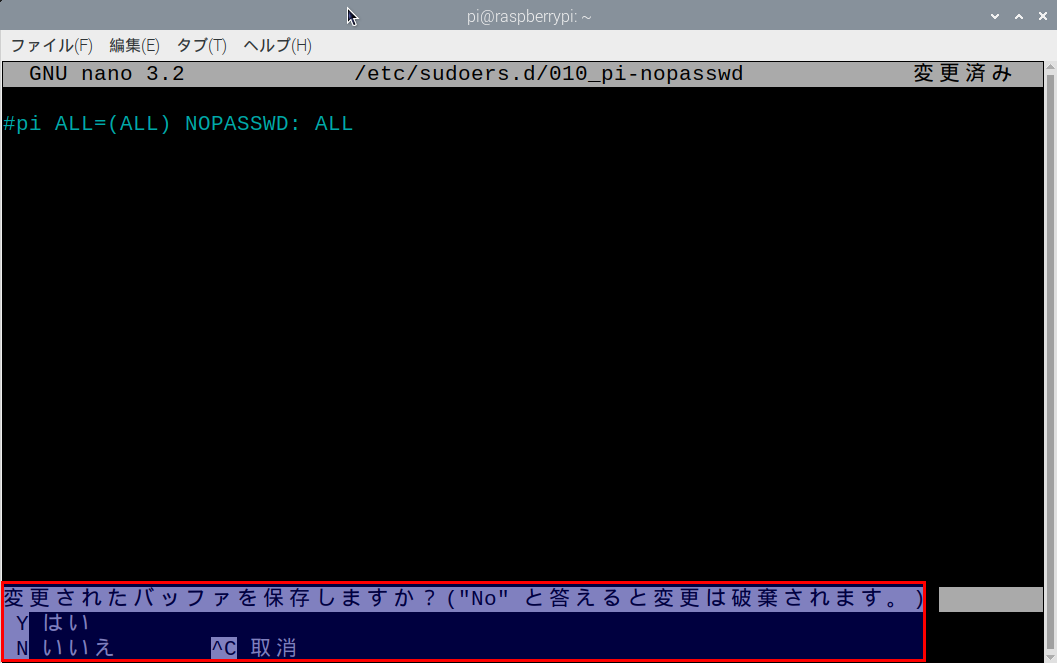 pi@raspberrypi: ~
ファイル(F) 編集(E) タブ(T) ヘルプ(H)
GNU nano 3.2 /etc/sudoers.d/010_pi-nopasswd 変更済み
#pi ALL=(ALL) NOPASSWD: ALL
変更されたバッファを保存しますか？("No" と答えると変更は破棄されます。)
Y はい
N いいえ ^C 取消